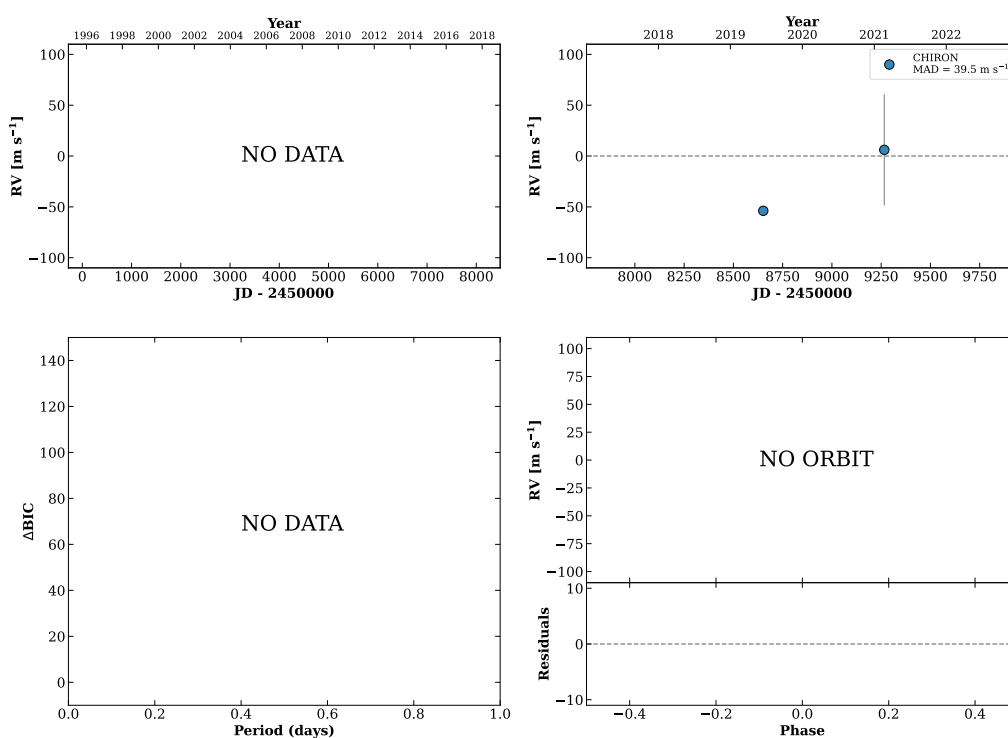 Year
1996 1998 2000 2002 2004 2006 2008 2010 2012 2014 2016 2018
100
50
0
−50
−100
RV [m s⁻¹]
NO DATA
0 1000 2000 3000 4000 5000 6000 7000 8000
JD - 2450000
Year
2018 2019 2020 2021 2022
CHIRON
MAD = 39.5 m s⁻¹
100
50
0
−50
−100
RV [m s⁻¹]
8000 8250 8500 8750 9000 9250 9500 9750
JD - 2450000
140
120
100
80
60
40
20
0
ΔBIC
NO DATA
0.0 0.2 0.4 0.6 0.8 1.0
Period (days)
100
75
50
25
0
−25
−50
−75
−100
RV [m s⁻¹]
NO ORBIT
10
0
−10
Residuals
−0.4 −0.2 0.0 0.2 0.4
Phase